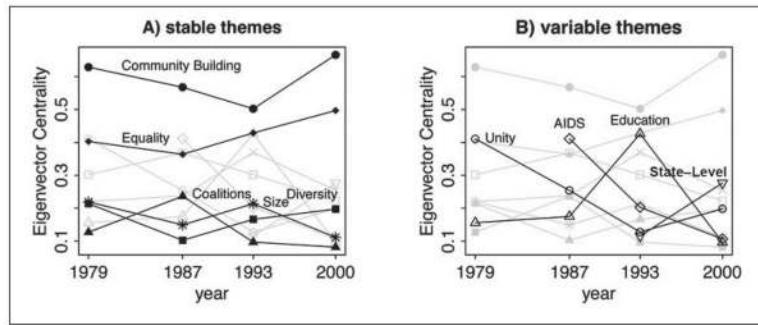 A) stable themes
Eigenvector Centrality
0.5
0.3
0.1
Community Building
Equality
Coalitions
Size
Diversity
1979
1987
1993
2000
year
B) variable themes
Eigenvector Centrality
0.5
0.3
0.1
Unity
AIDS
Education
State-Level
1979
1987
1993
2000
year